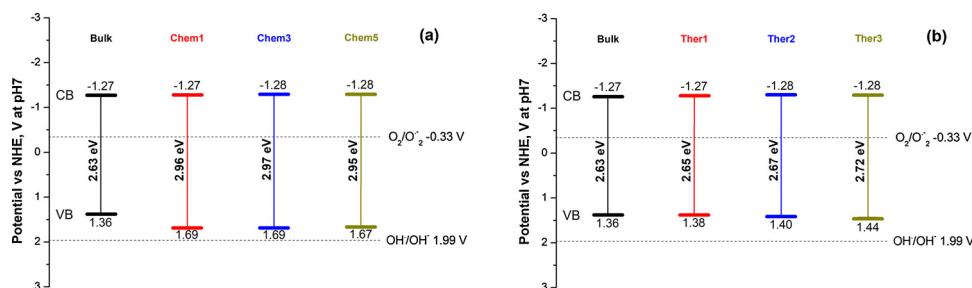 (a)
Potential vs NHE, V at pH7
-3
-2
-1
0
1
2
3
Bulk Chem1 Chem3 Chem5
CB -1.27 -1.27 -1.28 -1.28
O2/O·-2 -0.33 V
2.63 eV 2.96 eV 2.97 eV 2.95 eV
VB 1.36 1.69 1.69 1.67
OH·/OH- 1.99 V
(b)
Potential vs NHE, V at pH7
-3
-2
-1
0
1
2
3
Bulk Ther1 Ther2 Ther3
CB -1.27 -1.27 -1.28 -1.28
O2/O·-2 -0.33 V
2.63 eV 2.65 eV 2.67 eV 2.72 eV
VB 1.36 1.38 1.40 1.44
OH·/OH- 1.99 V